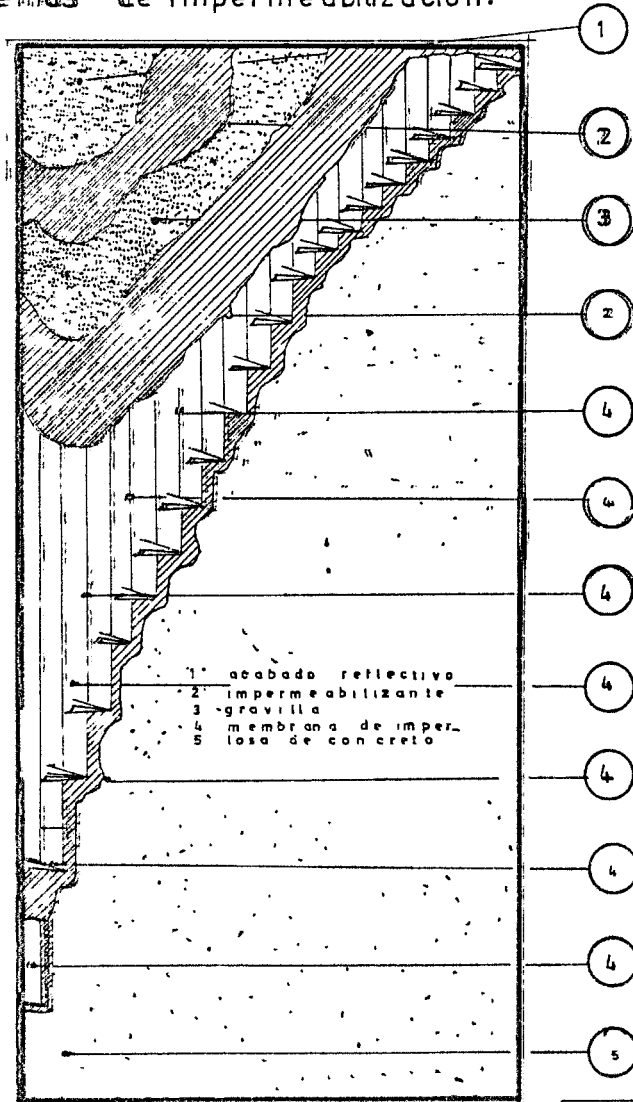 de impermeabilización.
1
2
3
2
4
4
4
4
4
4
4
5
1 acabado reflectivo
2 impermeabilizante
3 -gravilla
4 membrana de imper_
5 losa de concreto